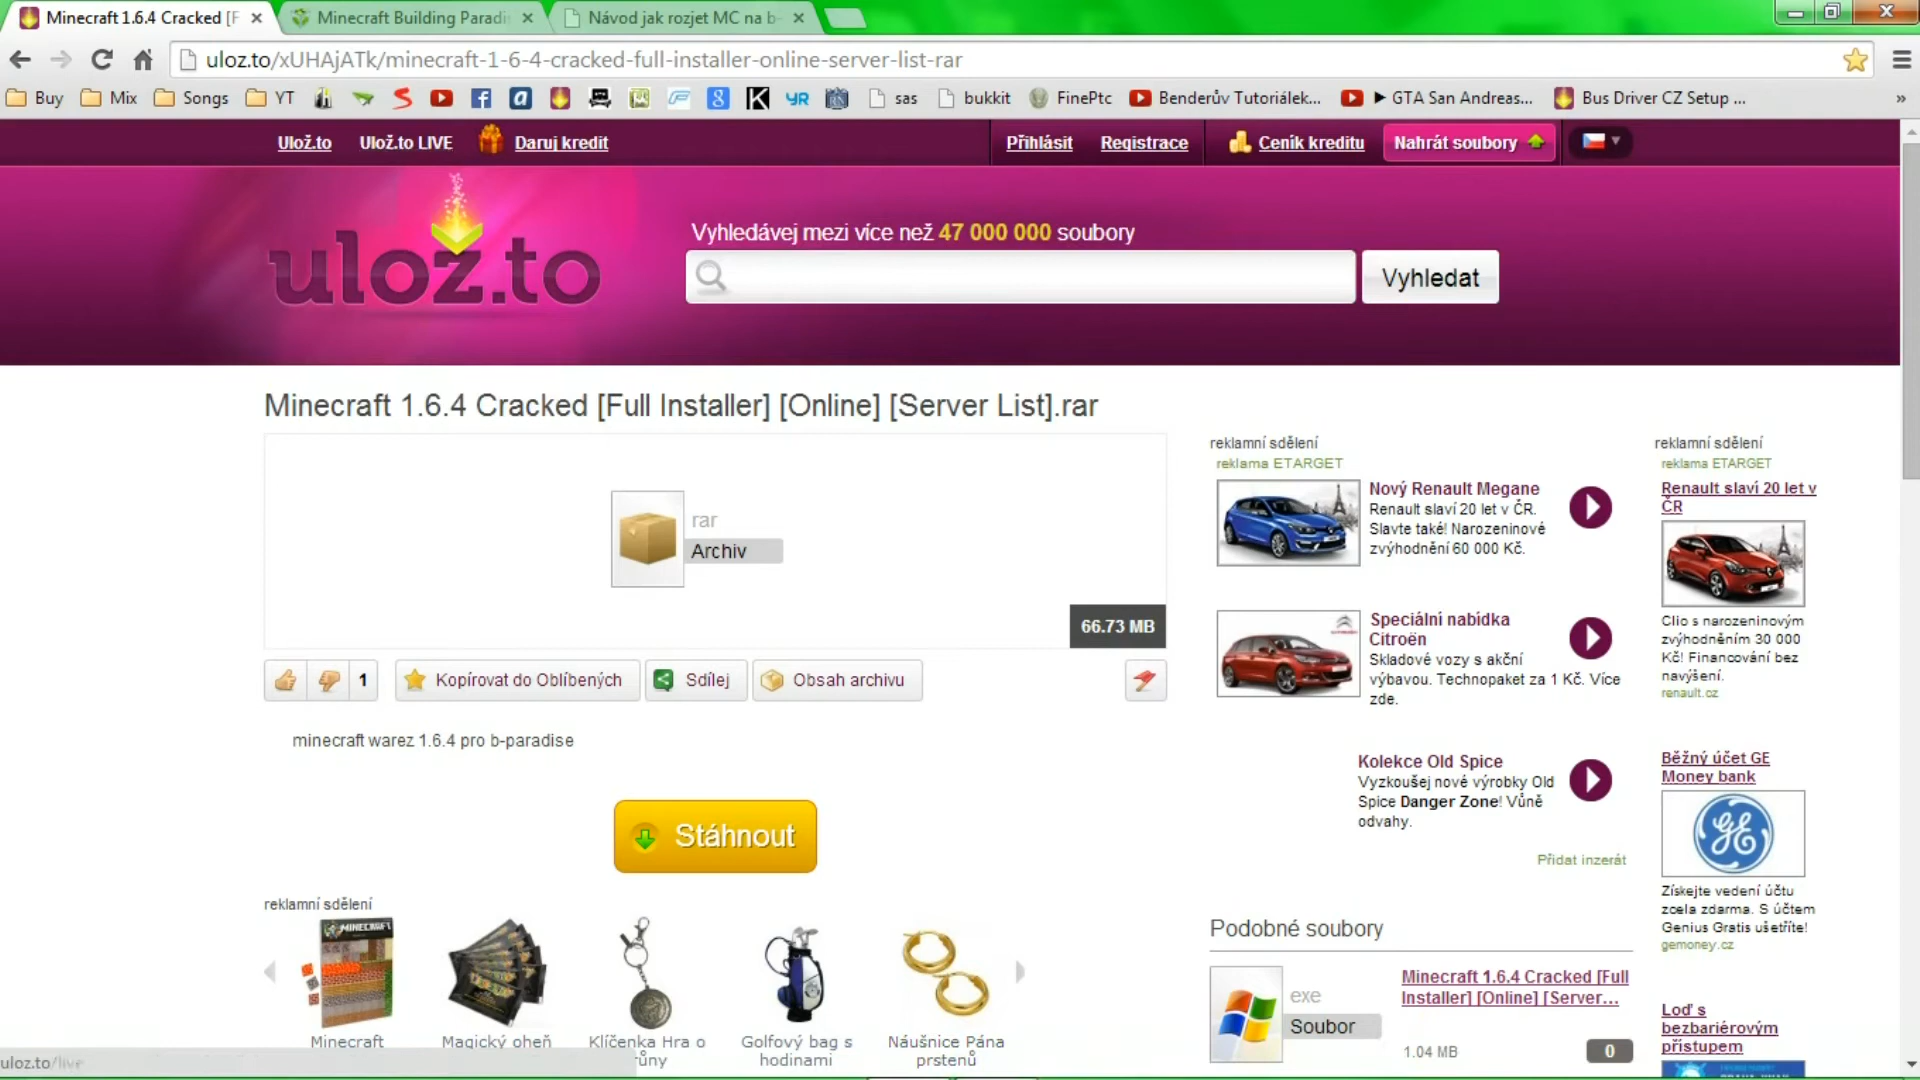 Minecraft 1.6.4 Cracked [F
Minecraft Building Paradis
Návod jak rozjet MC na b-
uloz.to/xUHAjATk/minecraft-1-6-4-cracked-full-installer-online-server-list-rar
Buy
Mix
Songs
YT
sas
bukkit
FinePtc
Benderův Tutoriálek...
► GTA San Andreas...
Bus Driver CZ Setup ...
»
Ulož.to
Ulož.to LIVE
Daruj kredit
Přihlásit
Registrace
Ceník kreditu
Nahrát soubory
ulož.to
Vyhledávej mezi více než 47 000 000 soubory
Vyhledat
Minecraft 1.6.4 Cracked [Full Installer] [Online] [Server List].rar
rar
Archiv
66.73 MB
1
Kopírovat do Oblíbených
Sdílej
Obsah archivu
minecraft warez 1.6.4 pro b-paradise
Stáhnout
reklamní sdělení
MINECRAFT
Minecraft
Magický oheň
Klíčenka Hra o
růny
Golfový bag s
hodinami
Náušnice Pána
prstenů
reklamní sdělení
reklama ETARGET
Nový Renault Megane
Renault slaví 20 let v ČR.
Slavte také! Narozeninové
zvýhodnění 60 000 Kč.
Speciální nabídka
Citroën
Skladové vozy s akční
výbavou. Technopaket za 1 Kč. Více
zde.
Kolekce Old Spice
Vyzkoušej nové výrobky Old
Spice Danger Zone! Vůně
odvahy.
Přidat inzerát
Podobné soubory
exe
Soubor
Minecraft 1.6.4 Cracked [Full
Installer] [Online] [Server...
1.04 MB
0
reklamní sdělení
reklama ETARGET
Renault slaví 20 let v
ČR
Clio s narozeninovým
zvýhodněním 30 000
Kč! Financování bez
navýšení.
renault.cz
Běžný účet GE
Money bank
Získejte vedení účtu
zcela zdarma. S účtem
Genius Gratis ušetříte!
gemoney.cz
Loď s
bezbariérovým
přístupem
uloz.to/live